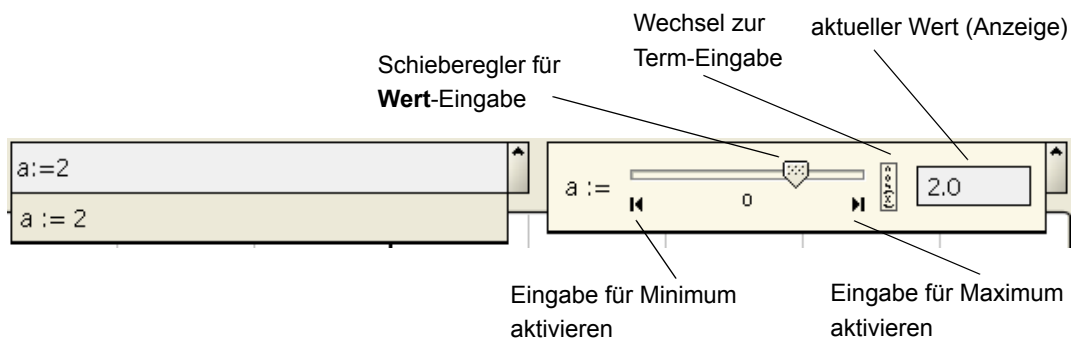 Wechsel zur
Term-Eingabe
aktueller Wert (Anzeige)
Schieberegler für
Wert-Eingabe
a:=2
a := 2
a :=
0
2.0
Eingabe für Minimum
aktivieren
Eingabe für Maximum
aktivieren